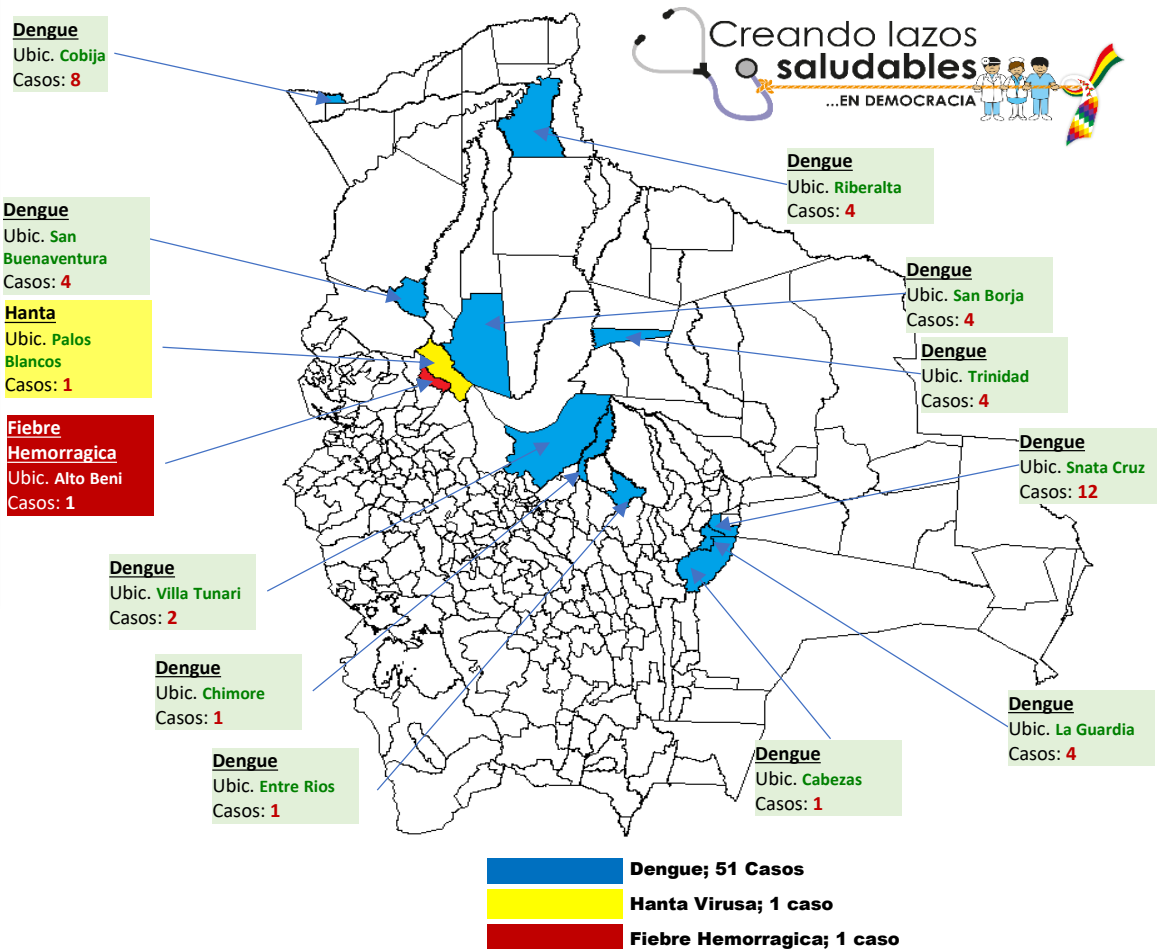 Dengue
Ubic. Cobija
Casos: 8
Creando lazos
saludables
...EN DEMOCRACIA
Dengue
Ubic. Riberalta
Casos: 4
Dengue
Ubic. San
Buenaventura
Casos: 4
Dengue
Ubic. San Borja
Casos: 4
Hanta
Ubic. Palos
Blancos
Casos: 1
Dengue
Ubic. Trinidad
Casos: 4
Fiebre
Hemorragica
Ubic. Alto Beni
Casos: 1
Dengue
Ubic. Snata Cruz
Casos: 12
Dengue
Ubic. Villa Tunari
Casos: 2
Dengue
Ubic. Chimore
Casos: 1
Dengue
Ubic. La Guardia
Casos: 4
Dengue
Ubic. Entre Rios
Casos: 1
Dengue
Ubic. Cabezas
Casos: 1
Dengue; 51 Casos
Hanta Virusa; 1 caso
Fiebre Hemorragica; 1 caso